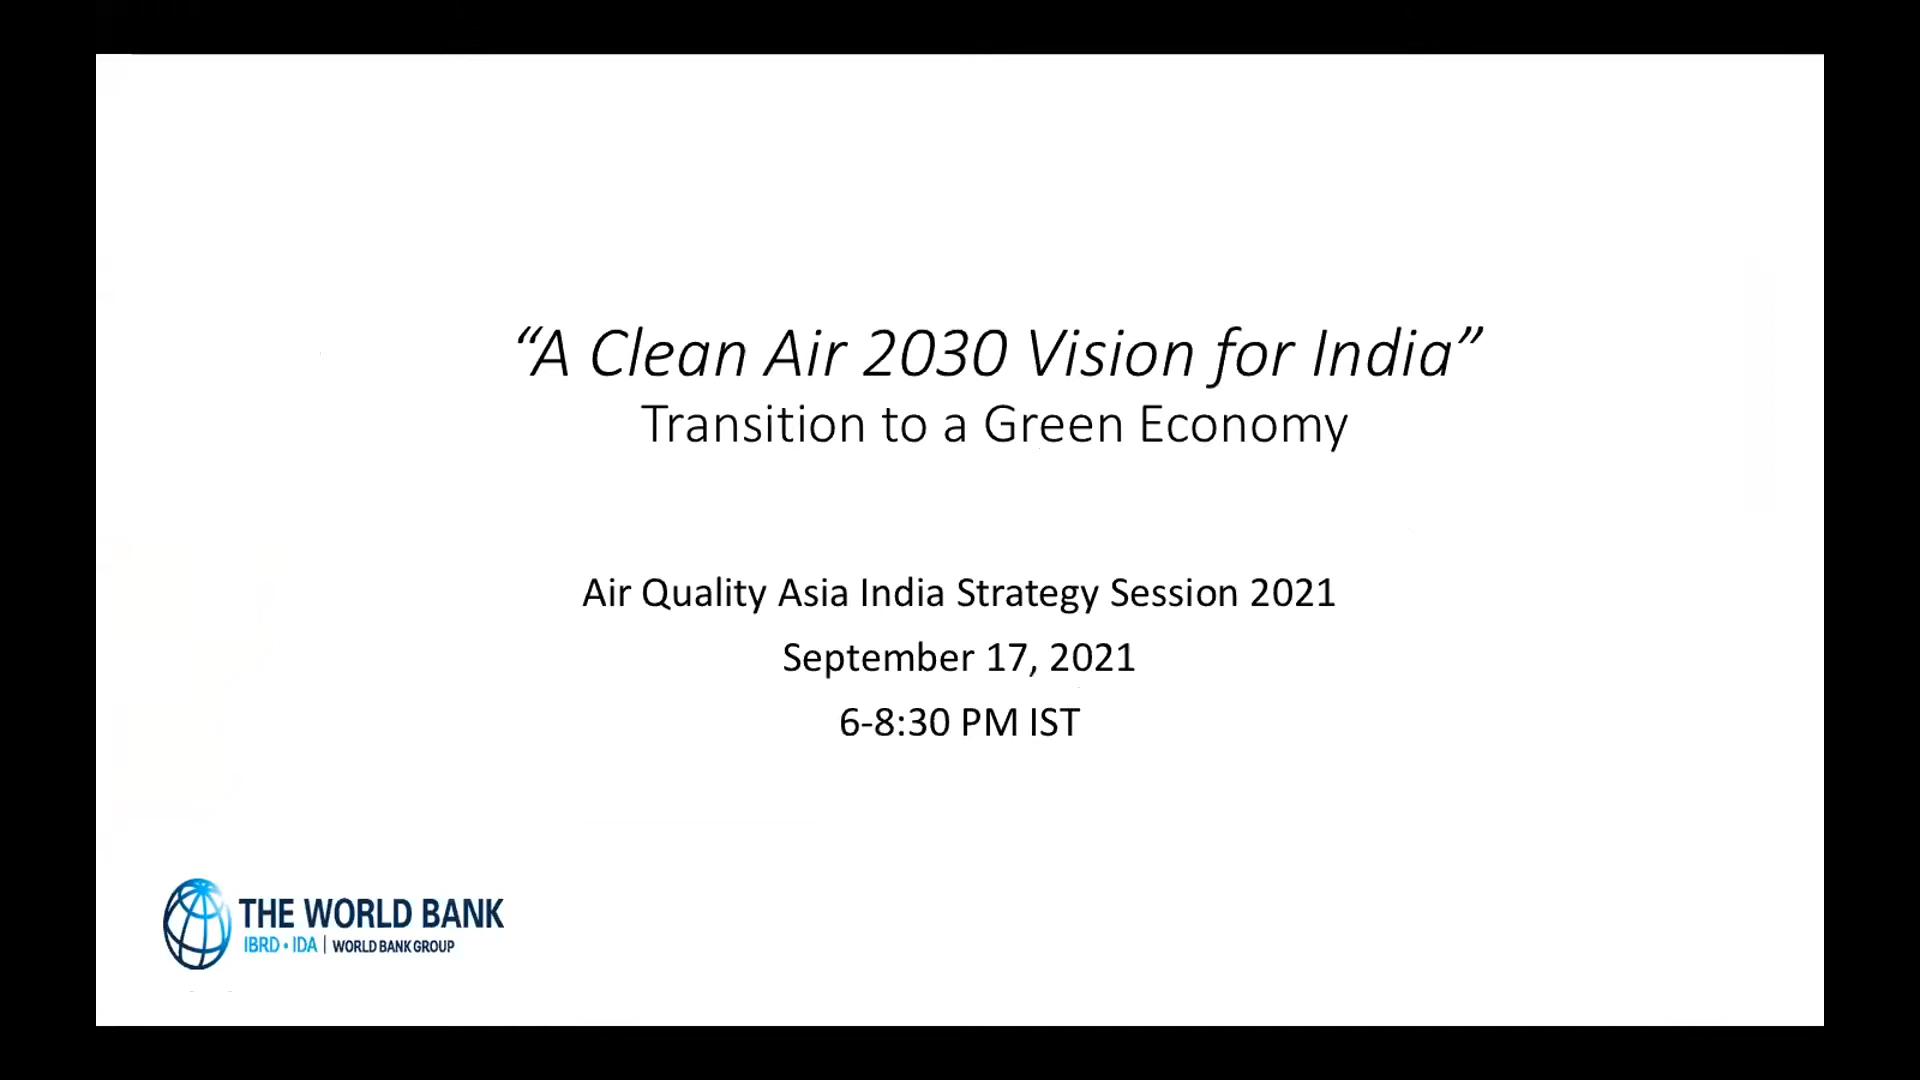 “A Clean Air 2030 Vision for India”
Transition to a Green Economy
Air Quality Asia India Strategy Session 2021
September 17, 2021
6-8:30 PM IST
THE WORLD BANK
IBRD • IDA | WORLD BANK GROUP